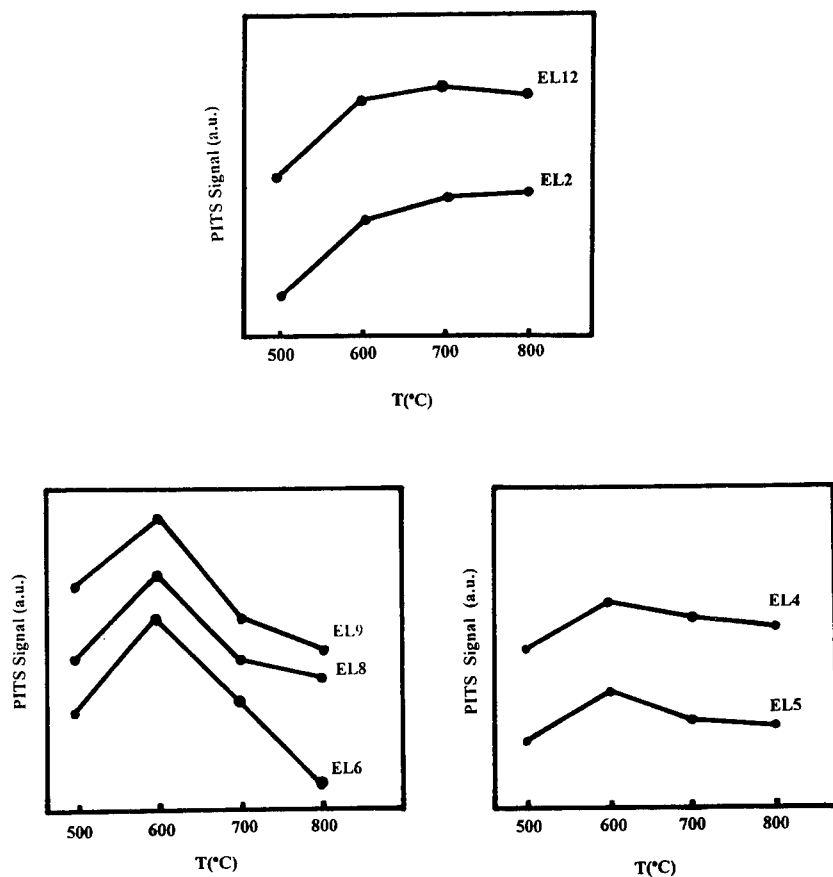 PITS Signal (a.u.)
EL12
EL2
500 600 700 800
T(°C)
PITS Signal (a.u.)
EL9
EL8
EL6
500 600 700 800
T(°C)
PITS Signal (a.u.)
EL4
EL5
500 600 700 800
T(°C)